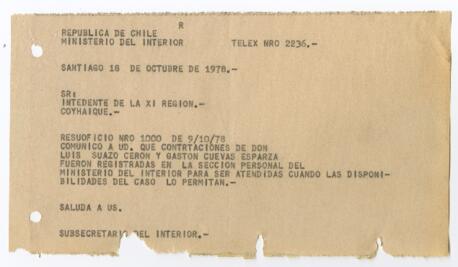 R
REPUBLICA DE CHILE
MINISTERIO DEL INTERIOR TELEX NRO 2236.-
SANTIAGO 18 DE OCTUBRE DE 1978.-
SR:
INTEDENTE DE LA XI REGION.-
COYHAIQUE.-
RESUOFICIO NRO 1000 DE 9/10/78
COMUNICO A UD. QUE CONTRTACIONES DE DON
LUIS SUAZO CERON Y GASTON CUEVAS ESPARZA
FUERON REGISTRADAS EN LA SECCION PERSONAL DEL
MINISTERIO DEL INTERIOR PARA SER ATENDIDAS CUANDO LAS DISPONI-
BILIDADES DEL CASO LO PERMITAN.-
SALUDA A US.
SUBSECRETARIO DEL INTERIOR.-